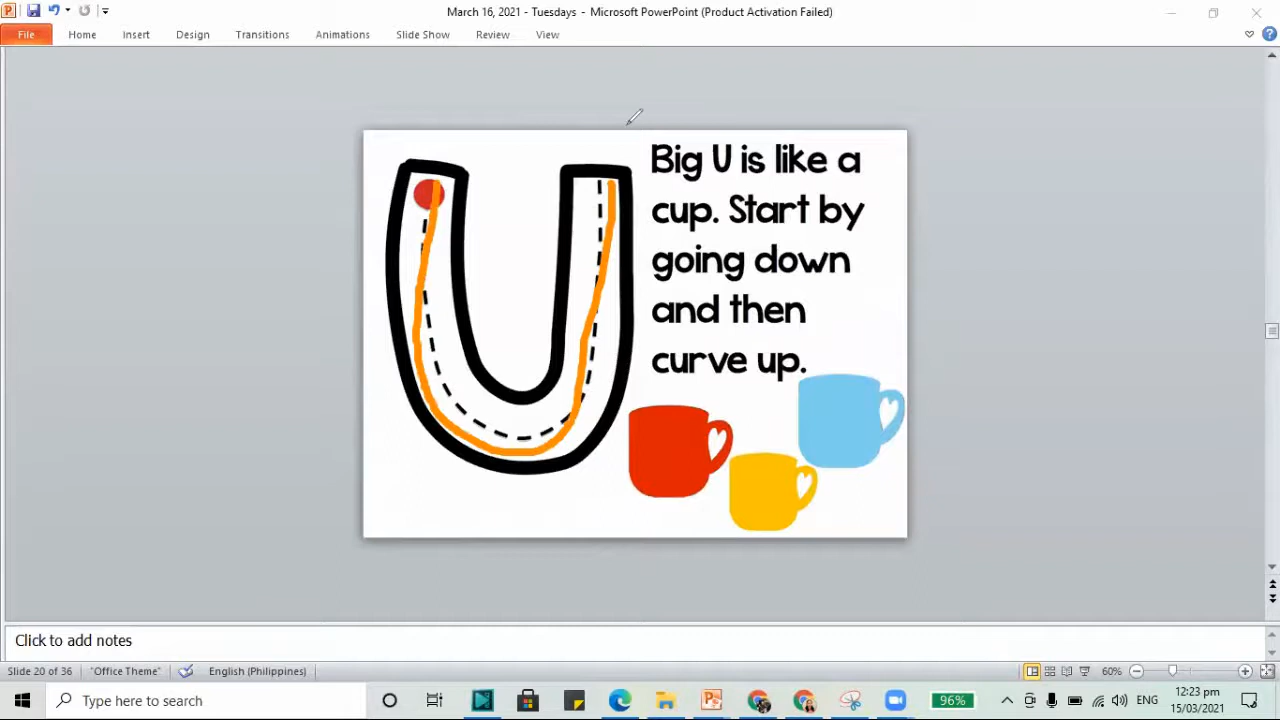 March 16, 2021 - Tuesdays - Microsoft PowerPoint (Product Activation Failed)
File Home Insert Design Transitions Animations Slide Show Review View
Big U is like a
cup. Start by
going down
and then
curve up.
U
Click to add notes
Slide 20 of 36 "Office Theme" English (Philippines) 60%
Type here to search 96% ENG 12:23 pm
15/03/2021